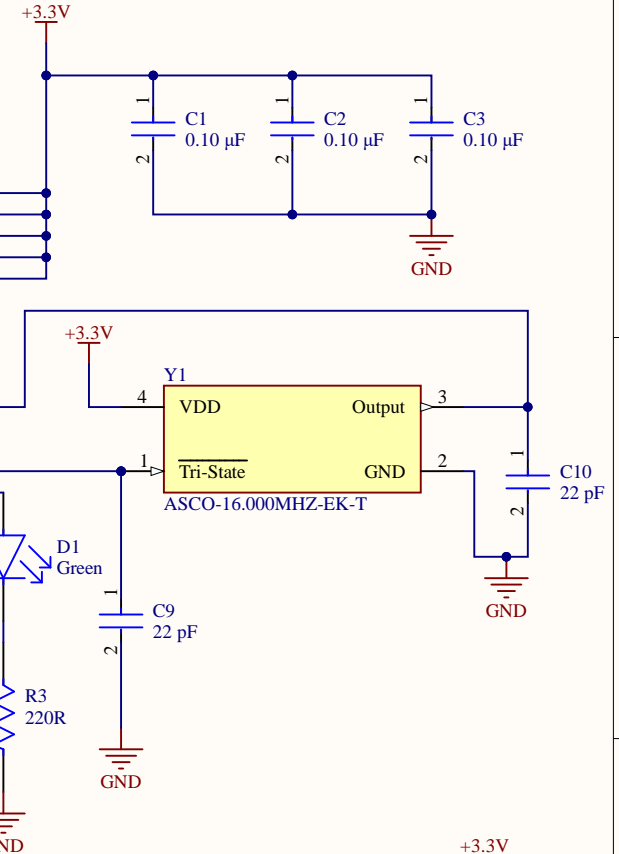 +3.3V
1
1
1
C1
C2
C3
0.10 µF
0.10 µF
0.10 µF
2
2
2
GND
+3.3V
Y1
4
VDD
Output
3
1
Tri-State
GND
2
1
C10
22 pF
2
ASCO-16.000MHZ-EK-T
D1
Green
GND
1
C9
22 pF
2
R3
220R
GND
ND
+3.3V